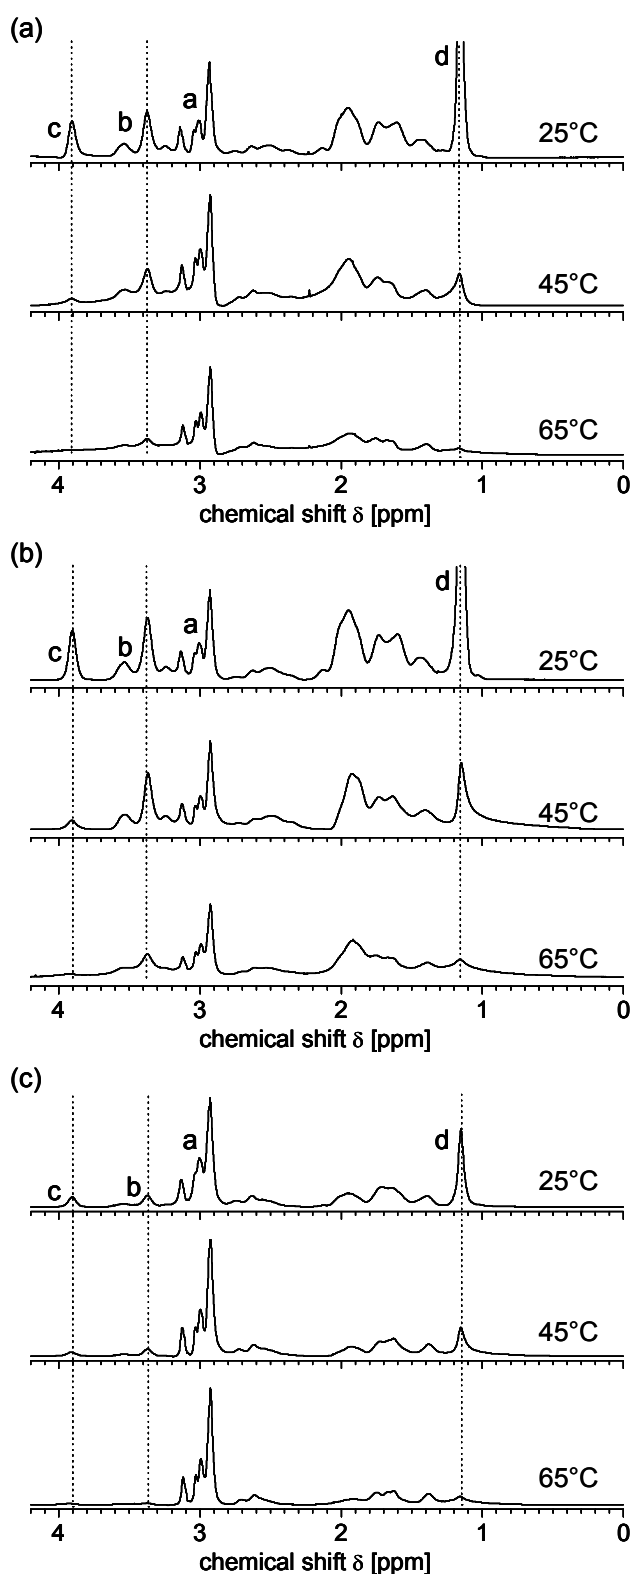 (a)
d
a
b
c
25°C
45°C
65°C
4 3 2 1 0
chemical shift δ [ppm]
(b)
d
a
b
c
25°C
45°C
65°C
4 3 2 1 0
chemical shift δ [ppm]
(c)
a
d
b
c
25°C
45°C
65°C
4 3 2 1 0
chemical shift δ [ppm]